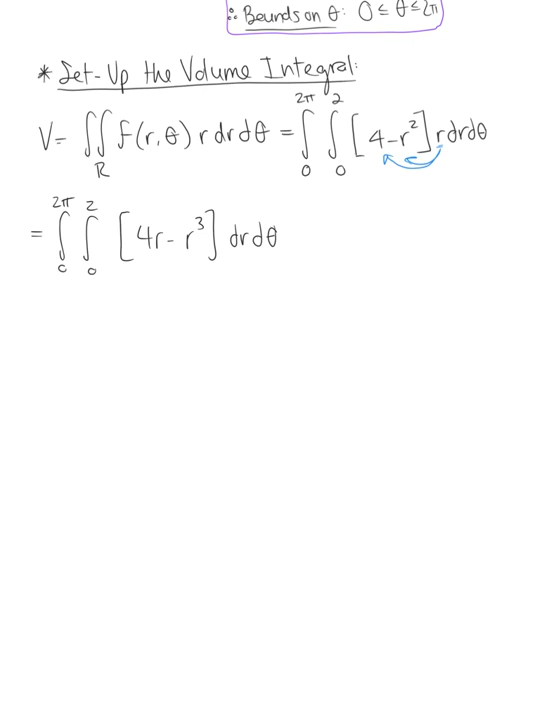 ∴ Bounds on θ: 0 ≤ θ ≤ 2π
* Set-Up the Volume Integral:
V = ∬_R f(r,θ) r dr dθ = ∫_0^{2π} ∫_0^2 [4-r²] r dr dθ
= ∫_0^{2π} ∫_0^2 [4r - r³] dr dθ